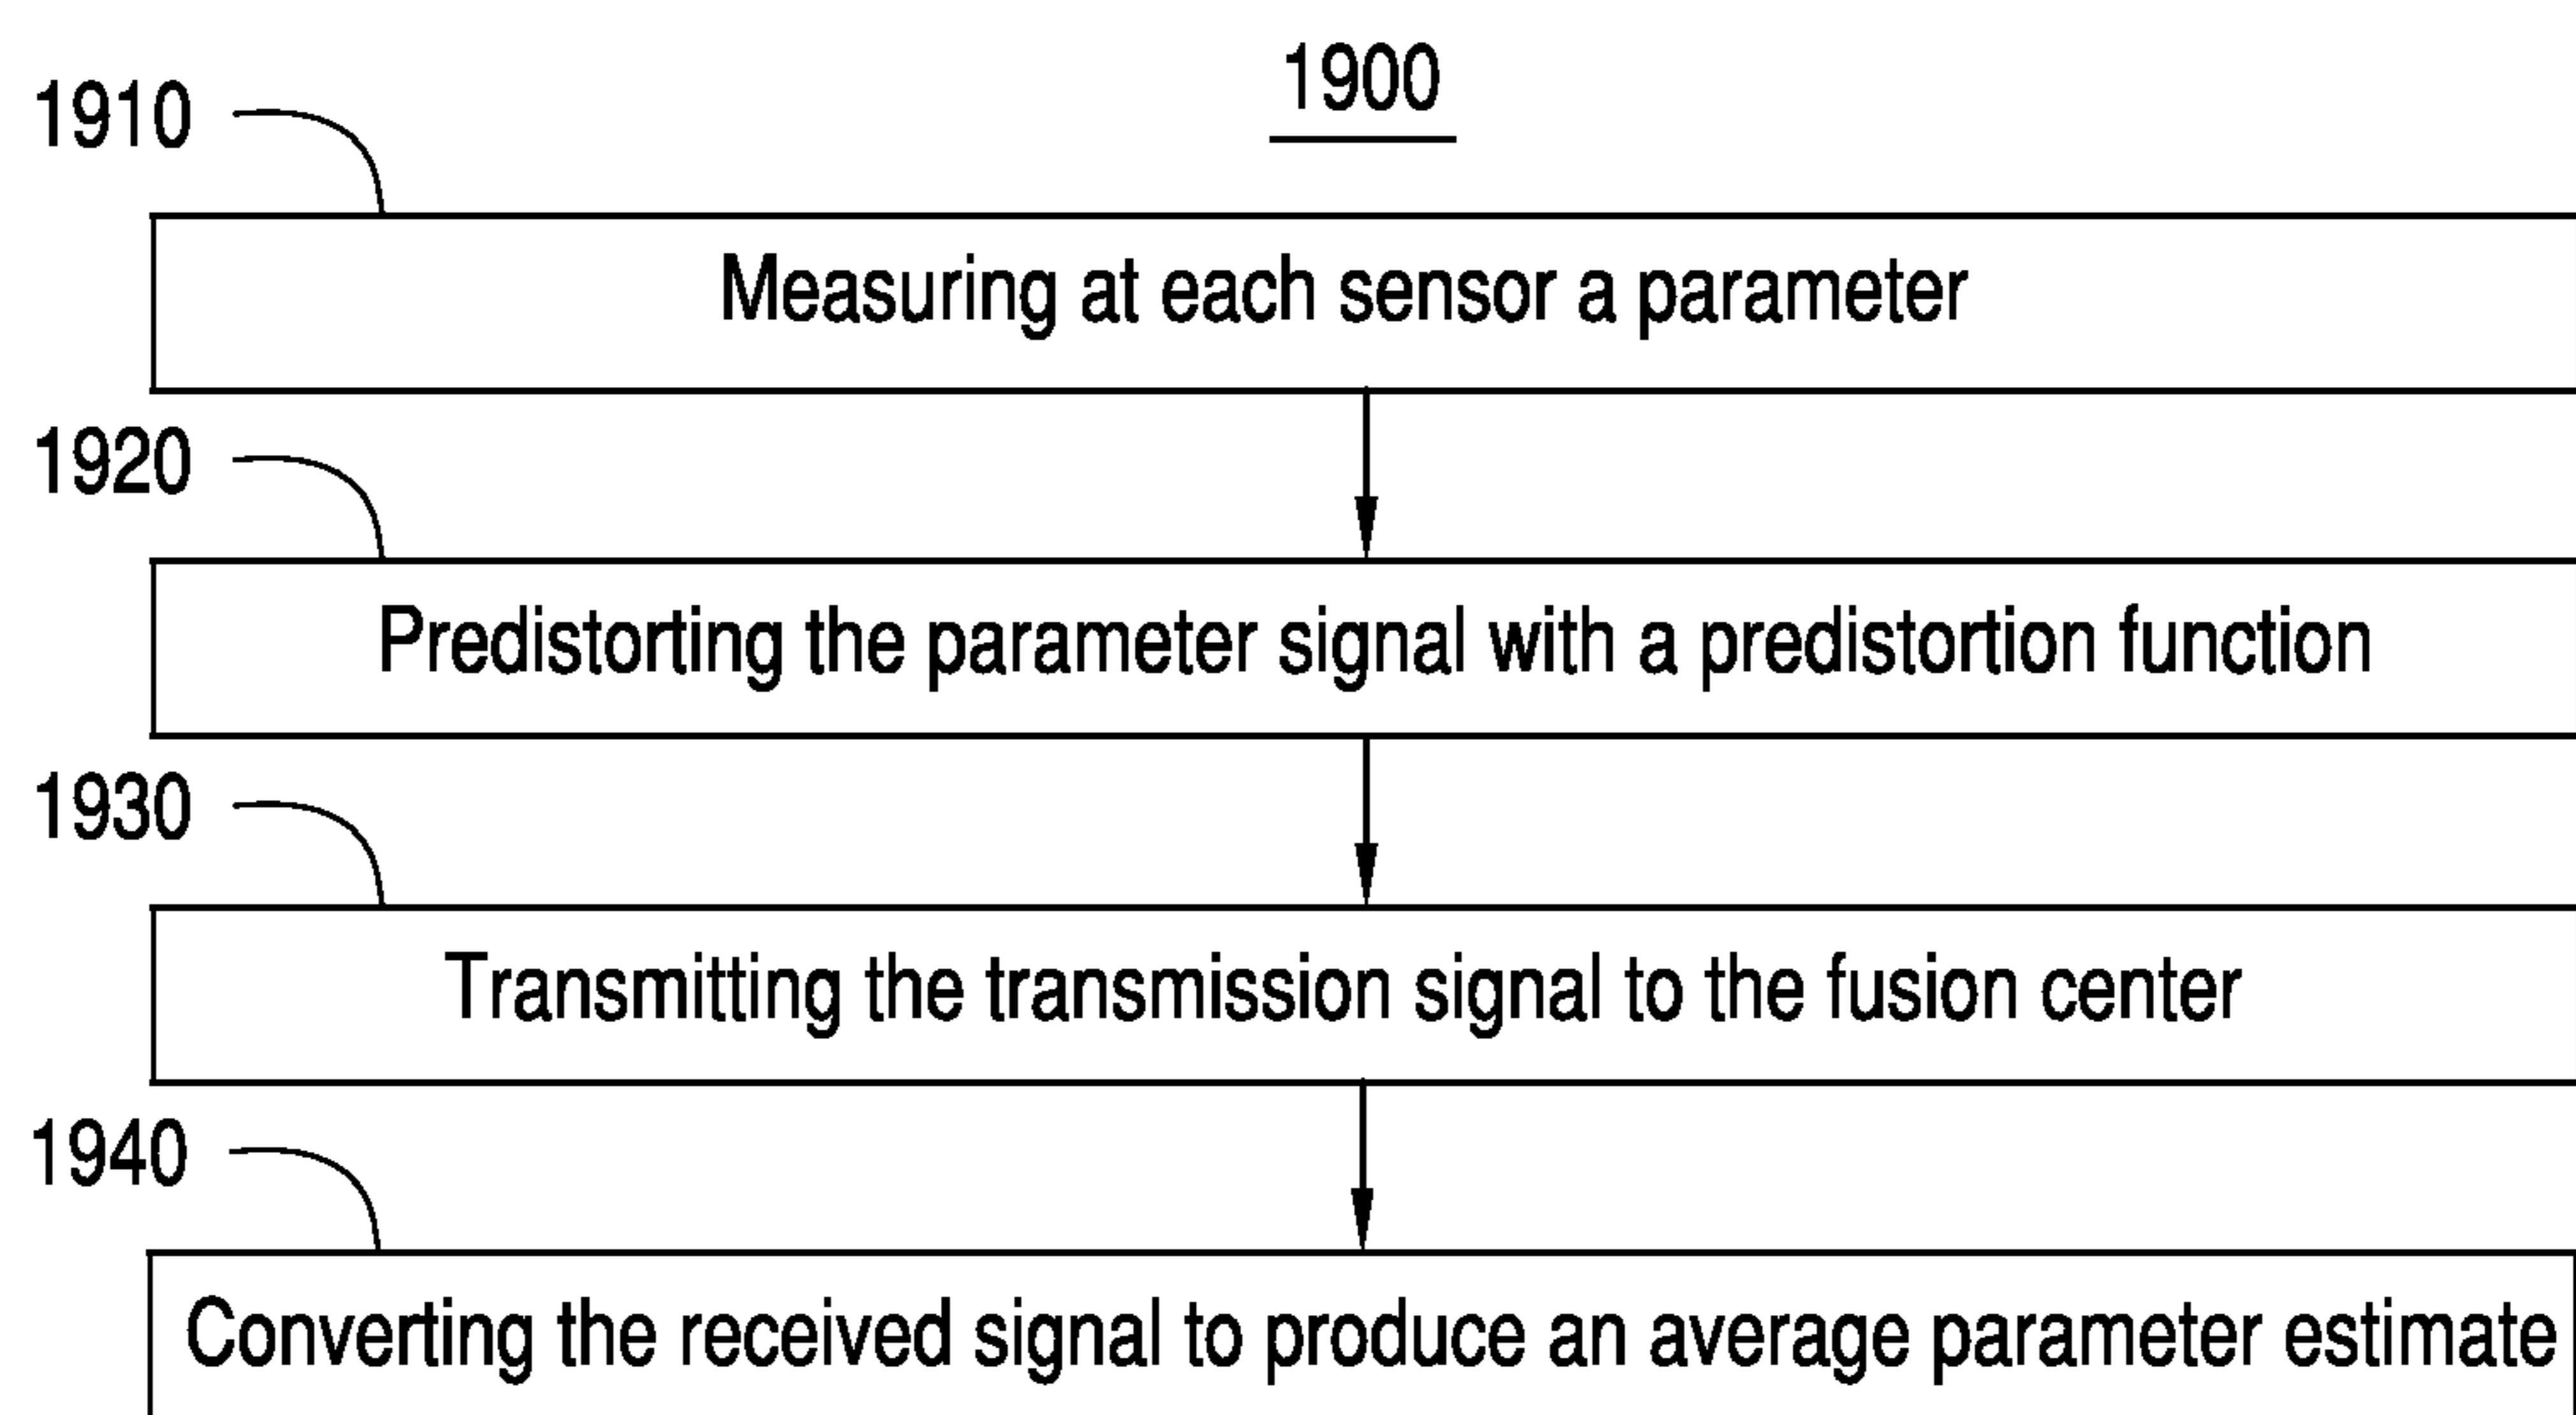 1900
1910
Measuring at each sensor a parameter
1920
Predistorting the parameter signal with a predistortion function
1930
Transmitting the transmission signal to the fusion center
1940
Converting the received signal to produce an average parameter estimate